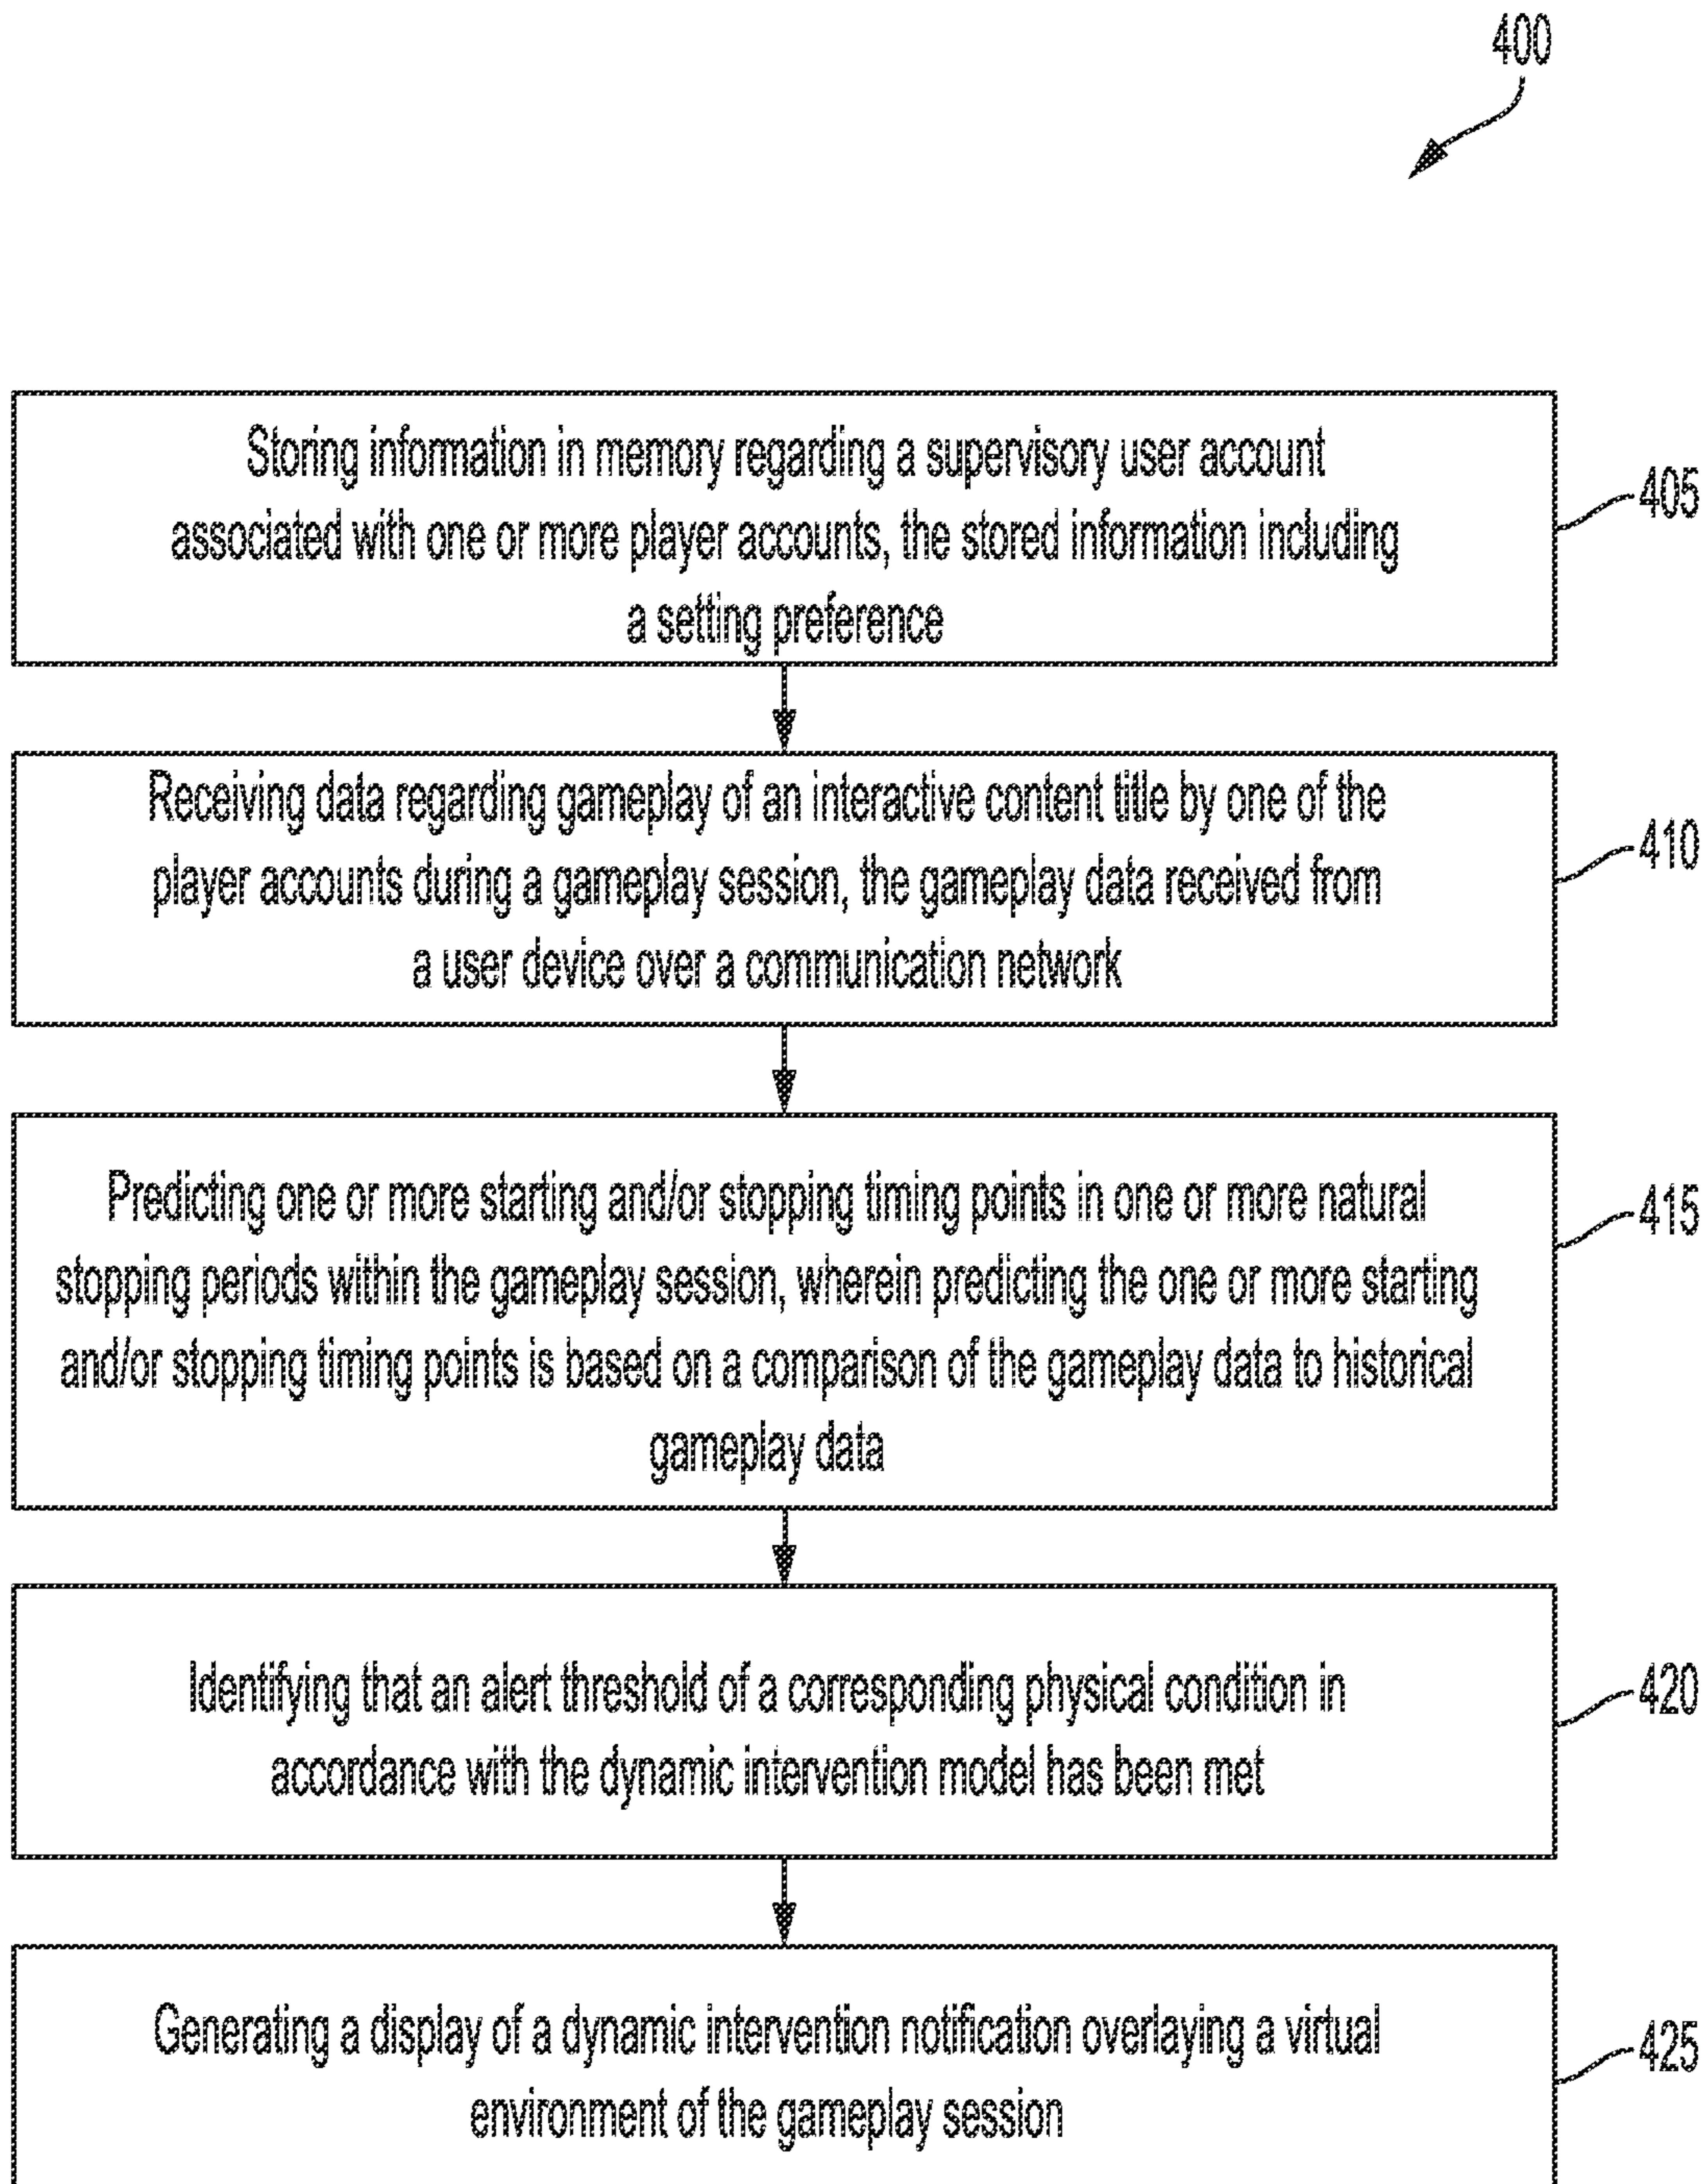 400
Storing information in memory regarding a supervisory user account
associated with one or more player accounts, the stored information including
a setting preference
405
Receiving data regarding gameplay of an interactive content title by one of the
player accounts during a gameplay session, the gameplay data received from
a user device over a communication network
410
Predicting one or more starting and/or stopping timing points in one or more natural
stopping periods within the gameplay session, wherein predicting the one or more starting
and/or stopping timing points is based on a comparison of the gameplay data to historical
gameplay data
415
Identifying that an alert threshold of a corresponding physical condition in
accordance with the dynamic intervention model has been met
420
Generating a display of a dynamic intervention notification overlaying a virtual
environment of the gameplay session
425